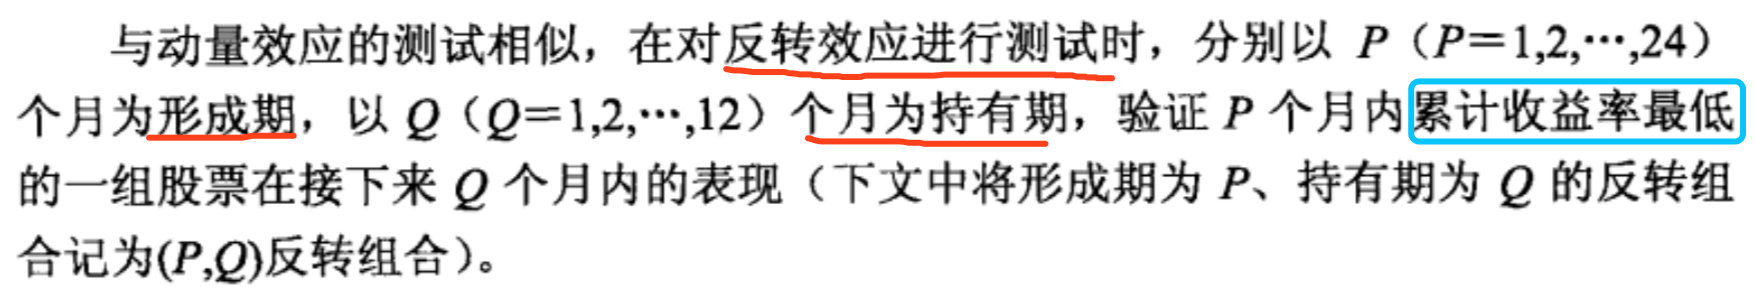 与动量效应的测试相似，在对反转效应进行测试时，分别以 P（P=1,2,…,24）
个月为形成期，以 Q（Q=1,2,…,12）个月为持有期，验证 P 个月内累计收益率最低
的一组股票在接下来 Q 个月内的表现（下文中将形成期为 P、持有期为 Q 的反转组
合记为(P,Q)反转组合）。